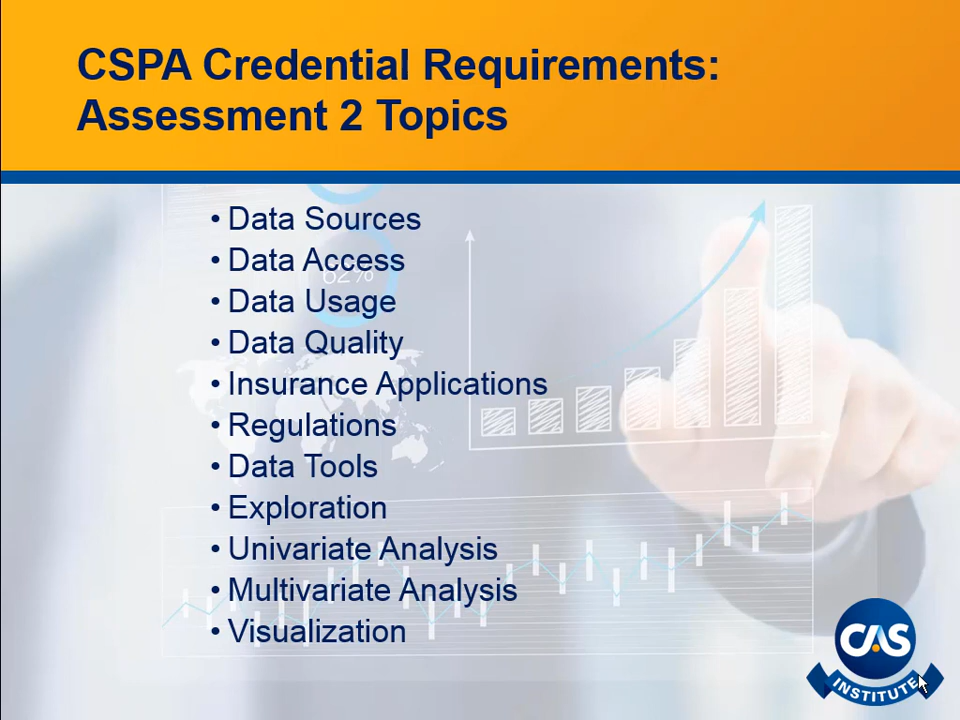 CSPA Credential Requirements:
Assessment 2 Topics
• Data Sources
• Data Access
62%
• Data Usage
• Data Quality
• Insurance Applications
• Regulations
• Data Tools
• Exploration
• Univariate Analysis
• Multivariate Analysis
• Visualization
CAS
INSTITUTE